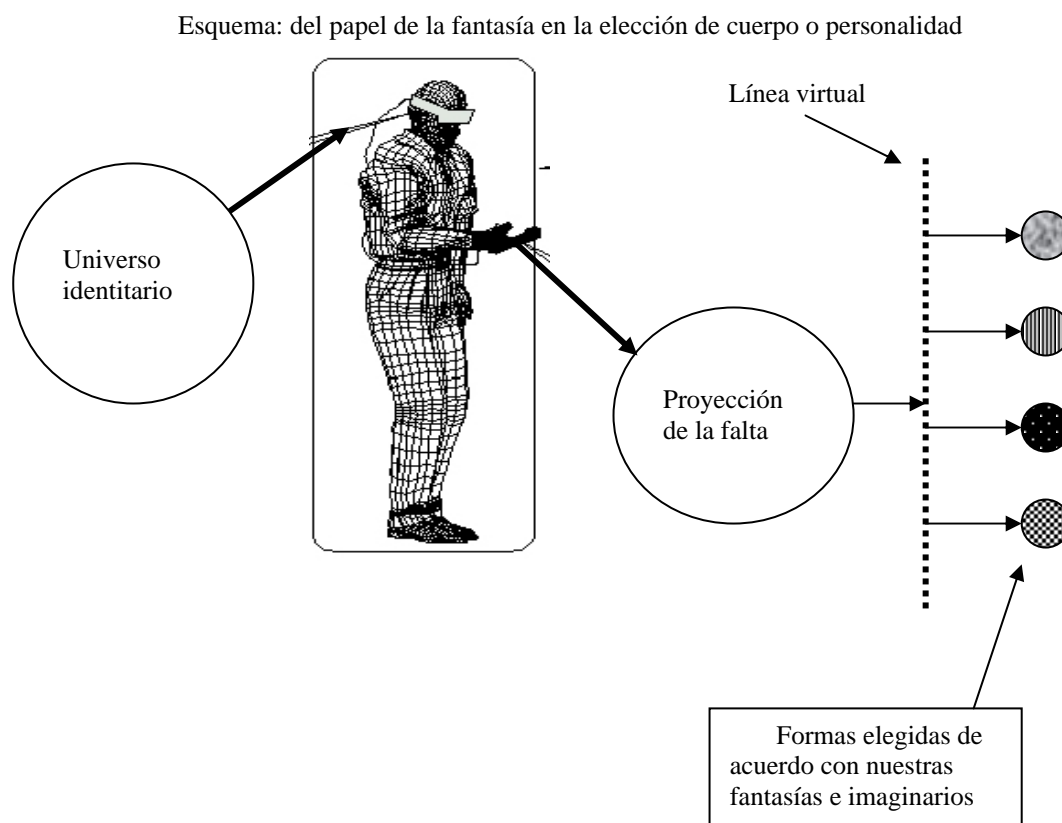 Esquema: del papel de la fantasía en la elección de cuerpo o personalidad
Línea virtual
Universo
identitario
Proyección
de la falta
Formas elegidas de
acuerdo con nuestras
fantasías e imaginarios